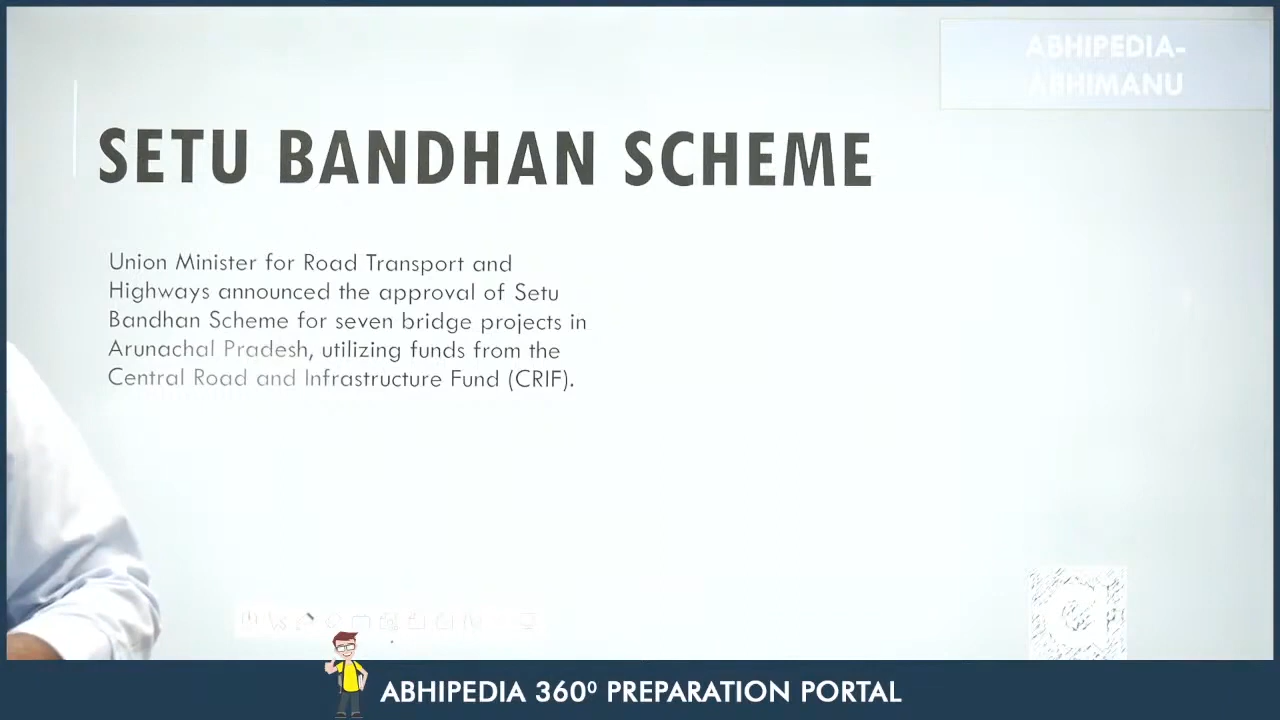 ABHIPEDIA-
ABHIMANU
SETU BANDHAN SCHEME
Union Minister for Road Transport and
Highways announced the approval of Setu
Bandhan Scheme for seven bridge projects in
Arunachal Pradesh, utilizing funds from the
Central Road and Infrastructure Fund (CRIF).
ABHIPEDIA 360⁰ PREPARATION PORTAL